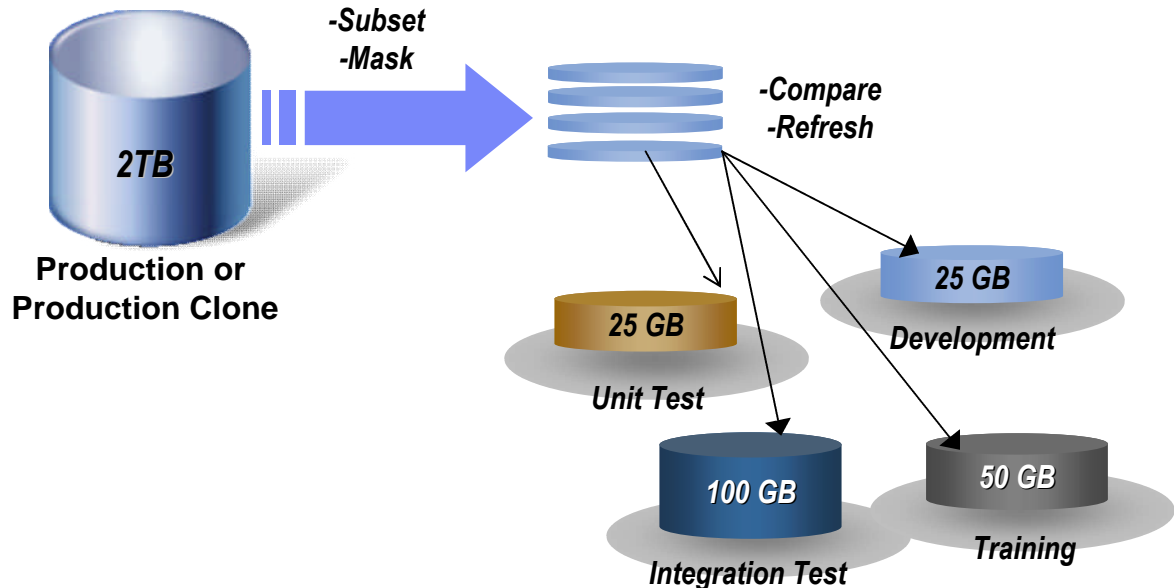 -Subset
-Mask
2TB
Production or
Production Clone
-Compare
-Refresh
25 GB
Development
25 GB
Unit Test
100 GB
Integration Test
50 GB
Training